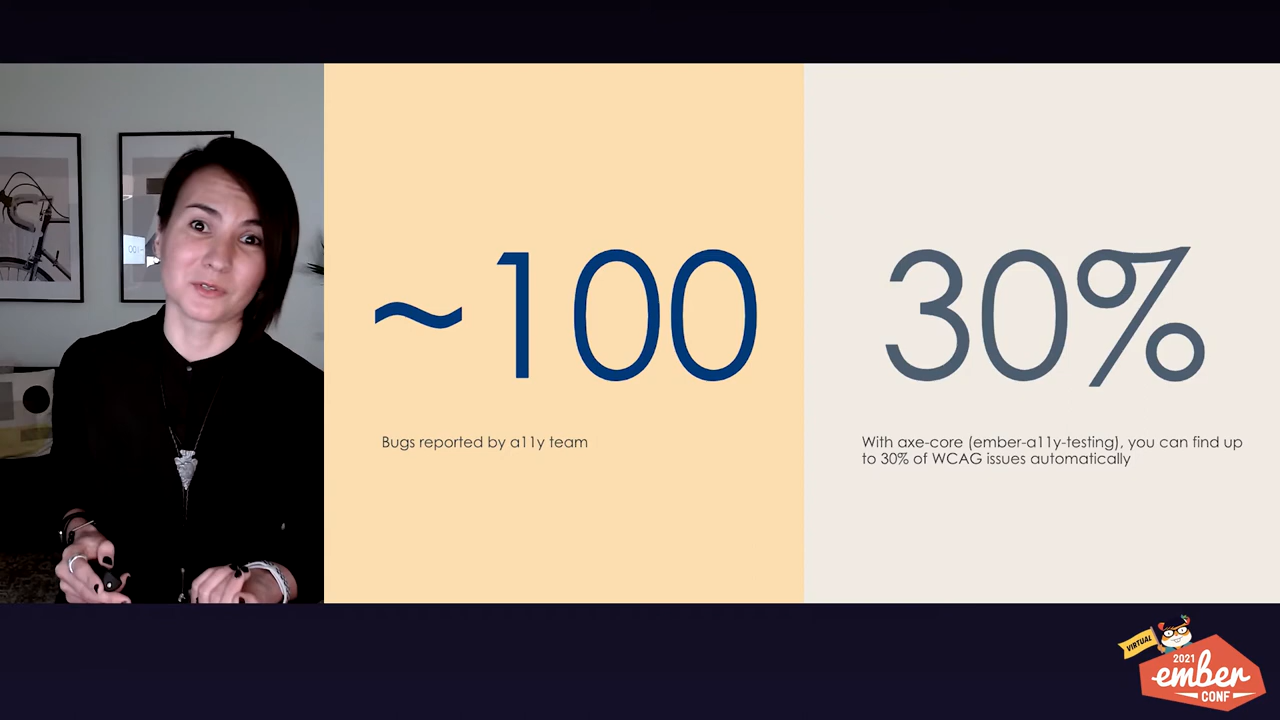 ~100
Bugs reported by a11y team
30%
With axe-core (ember-a11y-testing), you can find up
to 30% of WCAG issues automatically
VIRTUAL
2021
ember
CONF